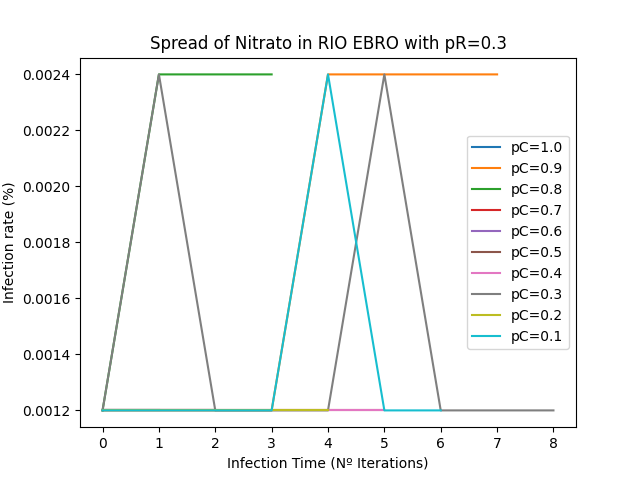 Spread of Nitrato in RIO EBRO with pR=0.3
Infection rate (%)
0.0024
0.0022
0.0020
0.0018
0.0016
0.0014
0.0012
pC=1.0
pC=0.9
pC=0.8
pC=0.7
pC=0.6
pC=0.5
pC=0.4
pC=0.3
pC=0.2
pC=0.1
0 1 2 3 4 5 6 7 8
Infection Time (Nº Iterations)